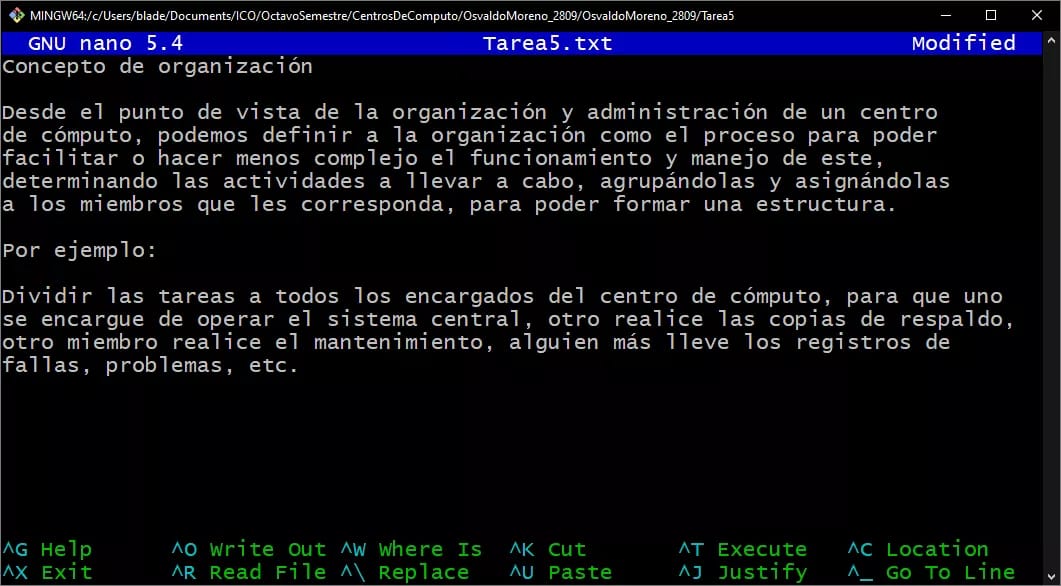 MINGW64:/c/Users/blade/Documents/ICO/OctavoSemestre/CentrosDeComputo/OsvaldoMoreno_2809/OsvaldoMoreno_2809/Tarea5
GNU nano 5.4 Tarea5.txt Modified
Concepto de organización
Desde el punto de vista de la organización y administración de un centro
de cómputo, podemos definir a la organización como el proceso para poder
facilitar o hacer menos complejo el funcionamiento y manejo de este,
determinando las actividades a llevar a cabo, agrupándolas y asignándolas
a los miembros que les corresponda, para poder formar una estructura.
Por ejemplo:
Dividir las tareas a todos los encargados del centro de cómputo, para que uno
se encargue de operar el sistema central, otro realice las copias de respaldo,
otro miembro realice el mantenimiento, alguien más lleve los registros de
fallas, problemas, etc.
^G Help ^O Write Out ^W Where Is ^K Cut ^T Execute ^C Location
^X Exit ^R Read File ^\ Replace ^U Paste ^J Justify ^_ Go To Line